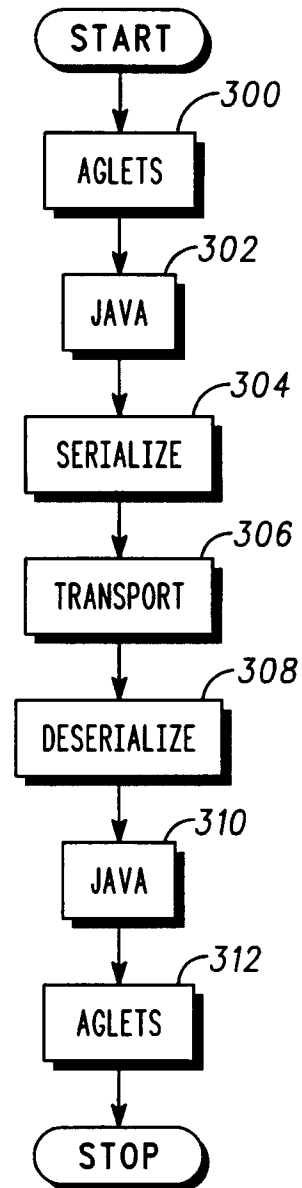 START
300
AGLETS
302
JAVA
304
SERIALIZE
306
TRANSPORT
308
DESERIALIZE
310
JAVA
312
AGLETS
STOP